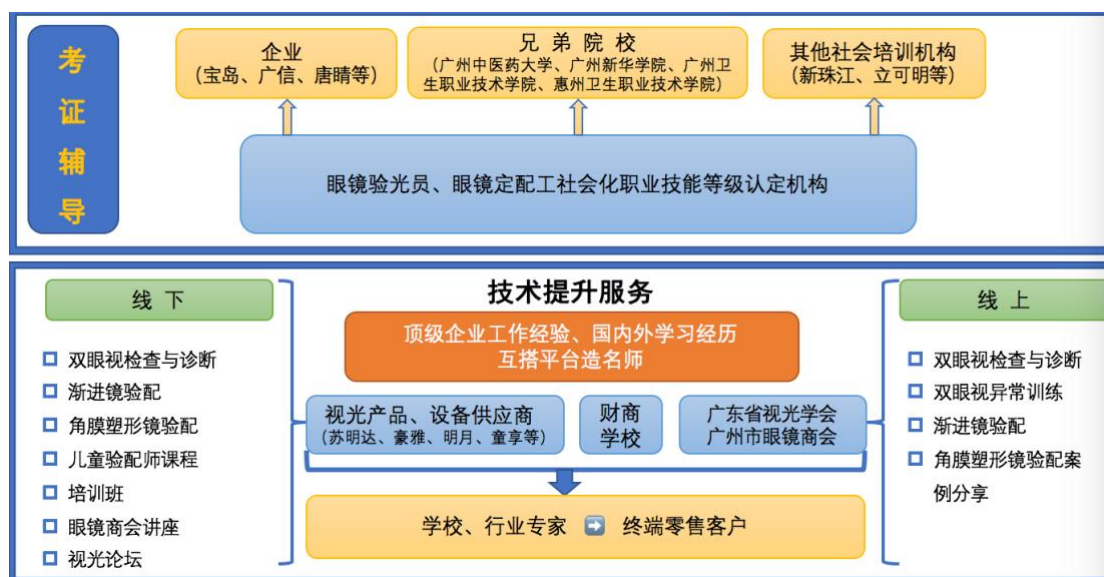 考
证
辅
导
企业
(宝岛、广信、唐晴等)
兄 弟 院 校
(广州中医药大学、广州新华学院、广州卫
生职业技术学院、惠州卫生职业技术学院)
其他社会培训机构
(新珠江、立可明等)
眼镜验光员、眼镜定配工社会化职业技能等级认定机构
线 下
双眼视检查与诊断
渐进镜验配
角膜塑形镜验配
儿童验配师课程
培训班
眼镜商会讲座
视光论坛
技术提升服务
顶级企业工作经验、国内外学习经历
互搭平台造名师
视光产品、设备供应商
(苏明达、豪雅、明月、童享等)
财商
学校
广东省视光学会
广州市眼镜商会
学校、行业专家 ➡ 终端零售客户
线 上
双眼视检查与诊断
双眼视异常训练
渐进镜验配
角膜塑形镜验配案
例分享